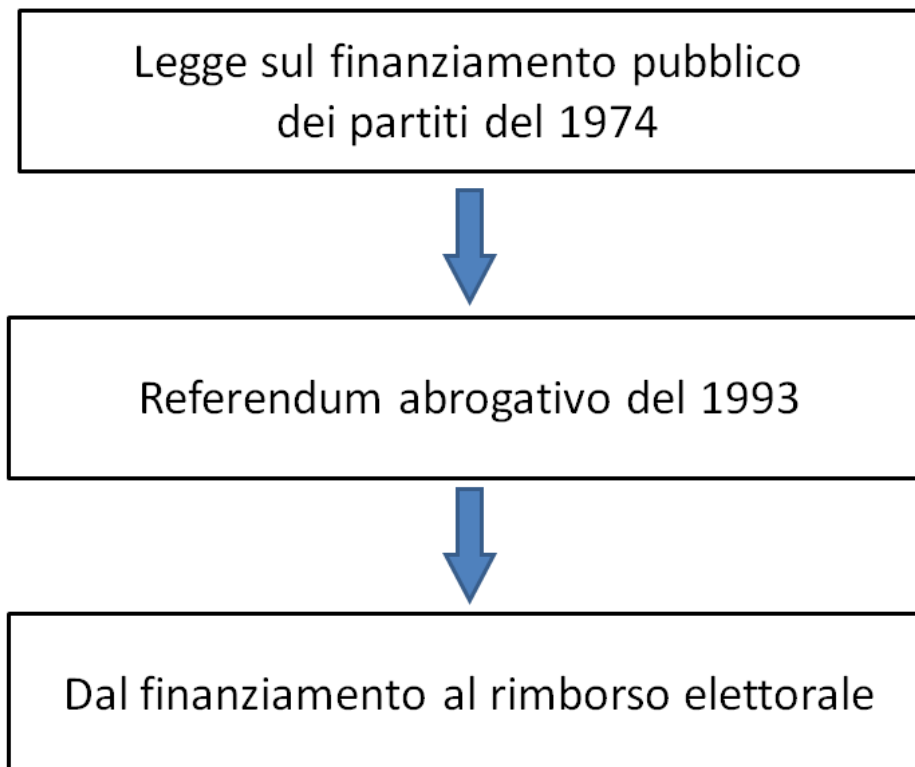 Legge sul finanziamento pubblico
dei partiti del 1974
Referendum abrogativo del 1993
Dal finanziamento al rimborso elettorale